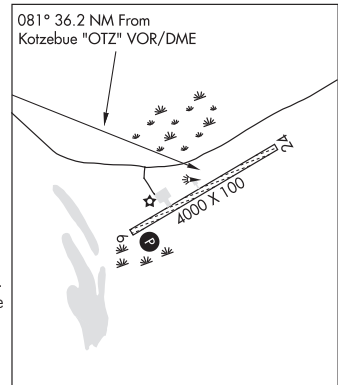 081° 36.2 NM From
Kotzebue "OTZ" VOR/DME
24
4000 X 100
6
P